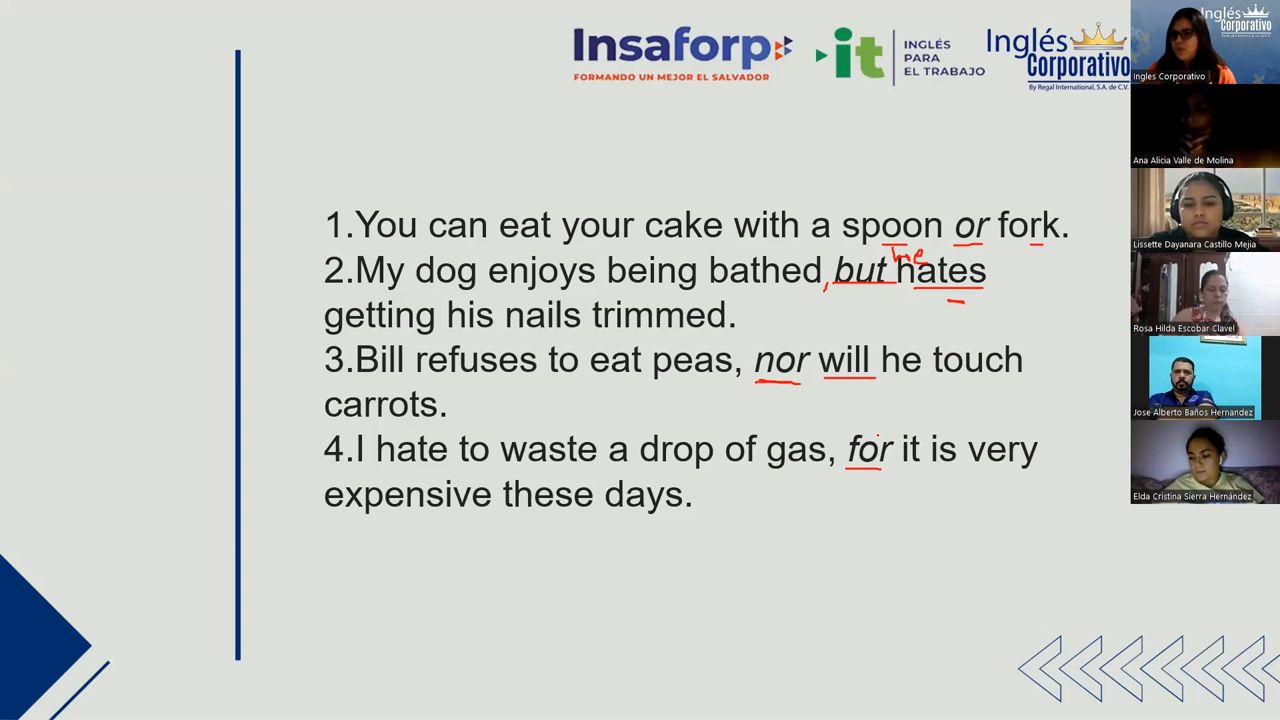 Insaforp
FORMANDO UN MEJOR EL SALVADOR
it
INGLÉS
PARA
EL TRABAJO
Inglés
Corporativo
By Regal International, S.A. de C.V.
1.You can eat your cake with a spoon or fork.
he
2.My dog enjoys being bathed, but hates
getting his nails trimmed.
3.Bill refuses to eat peas, nor will he touch
carrots.
4.I hate to waste a drop of gas, for it is very
expensive these days.
Inglés
Corporativo
Ingles Corporativo
Ana Alicia Valle de Molina
Lissette Dayanara Castillo Mejia
Rosa Hilda Escobar Clavel
Jose Alberto Baños Hernandez
Elda Cristina Sierra Hernández